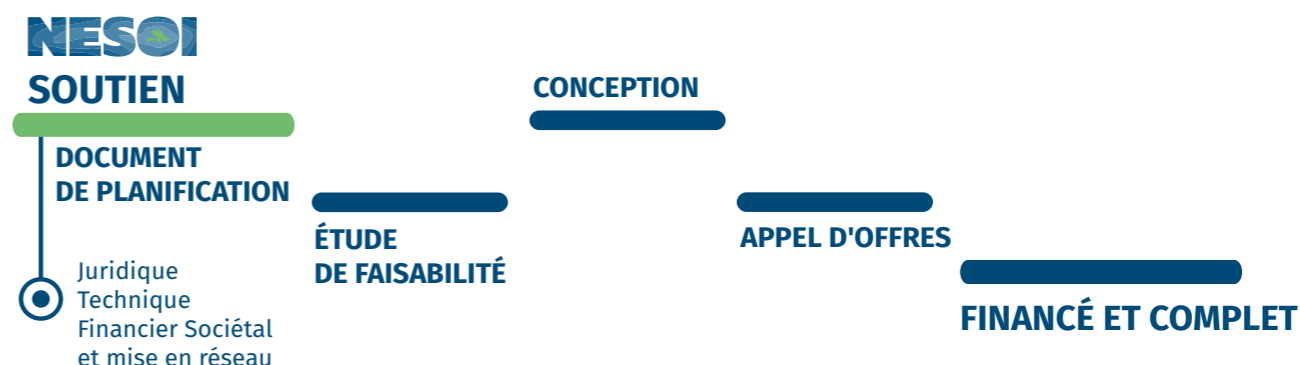 NESOI
SOUTIEN
DOCUMENT
DE PLANIFICATION
Juridique
Technique
Financier Sociétal
et mise en réseau
ÉTUDE
DE FAISABILITÉ
CONCEPTION
APPEL D'OFFRES
FINANCÉ ET COMPLET